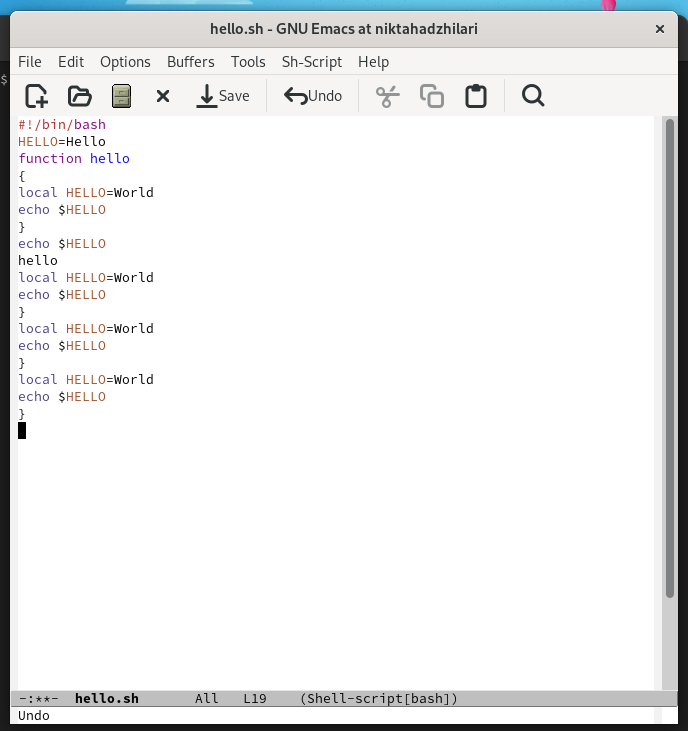 hello.sh - GNU Emacs at niktahadzhilari
File Edit Options Buffers Tools Sh-Script Help
Save Undo
$
#!/bin/bash
HELLO=Hello
function hello
{
local HELLO=World
echo $HELLO
}
echo $HELLO
hello
local HELLO=World
echo $HELLO
}
local HELLO=World
echo $HELLO
}
local HELLO=World
echo $HELLO
}
-:**- hello.sh All L19 (Shell-script[bash])
Undo